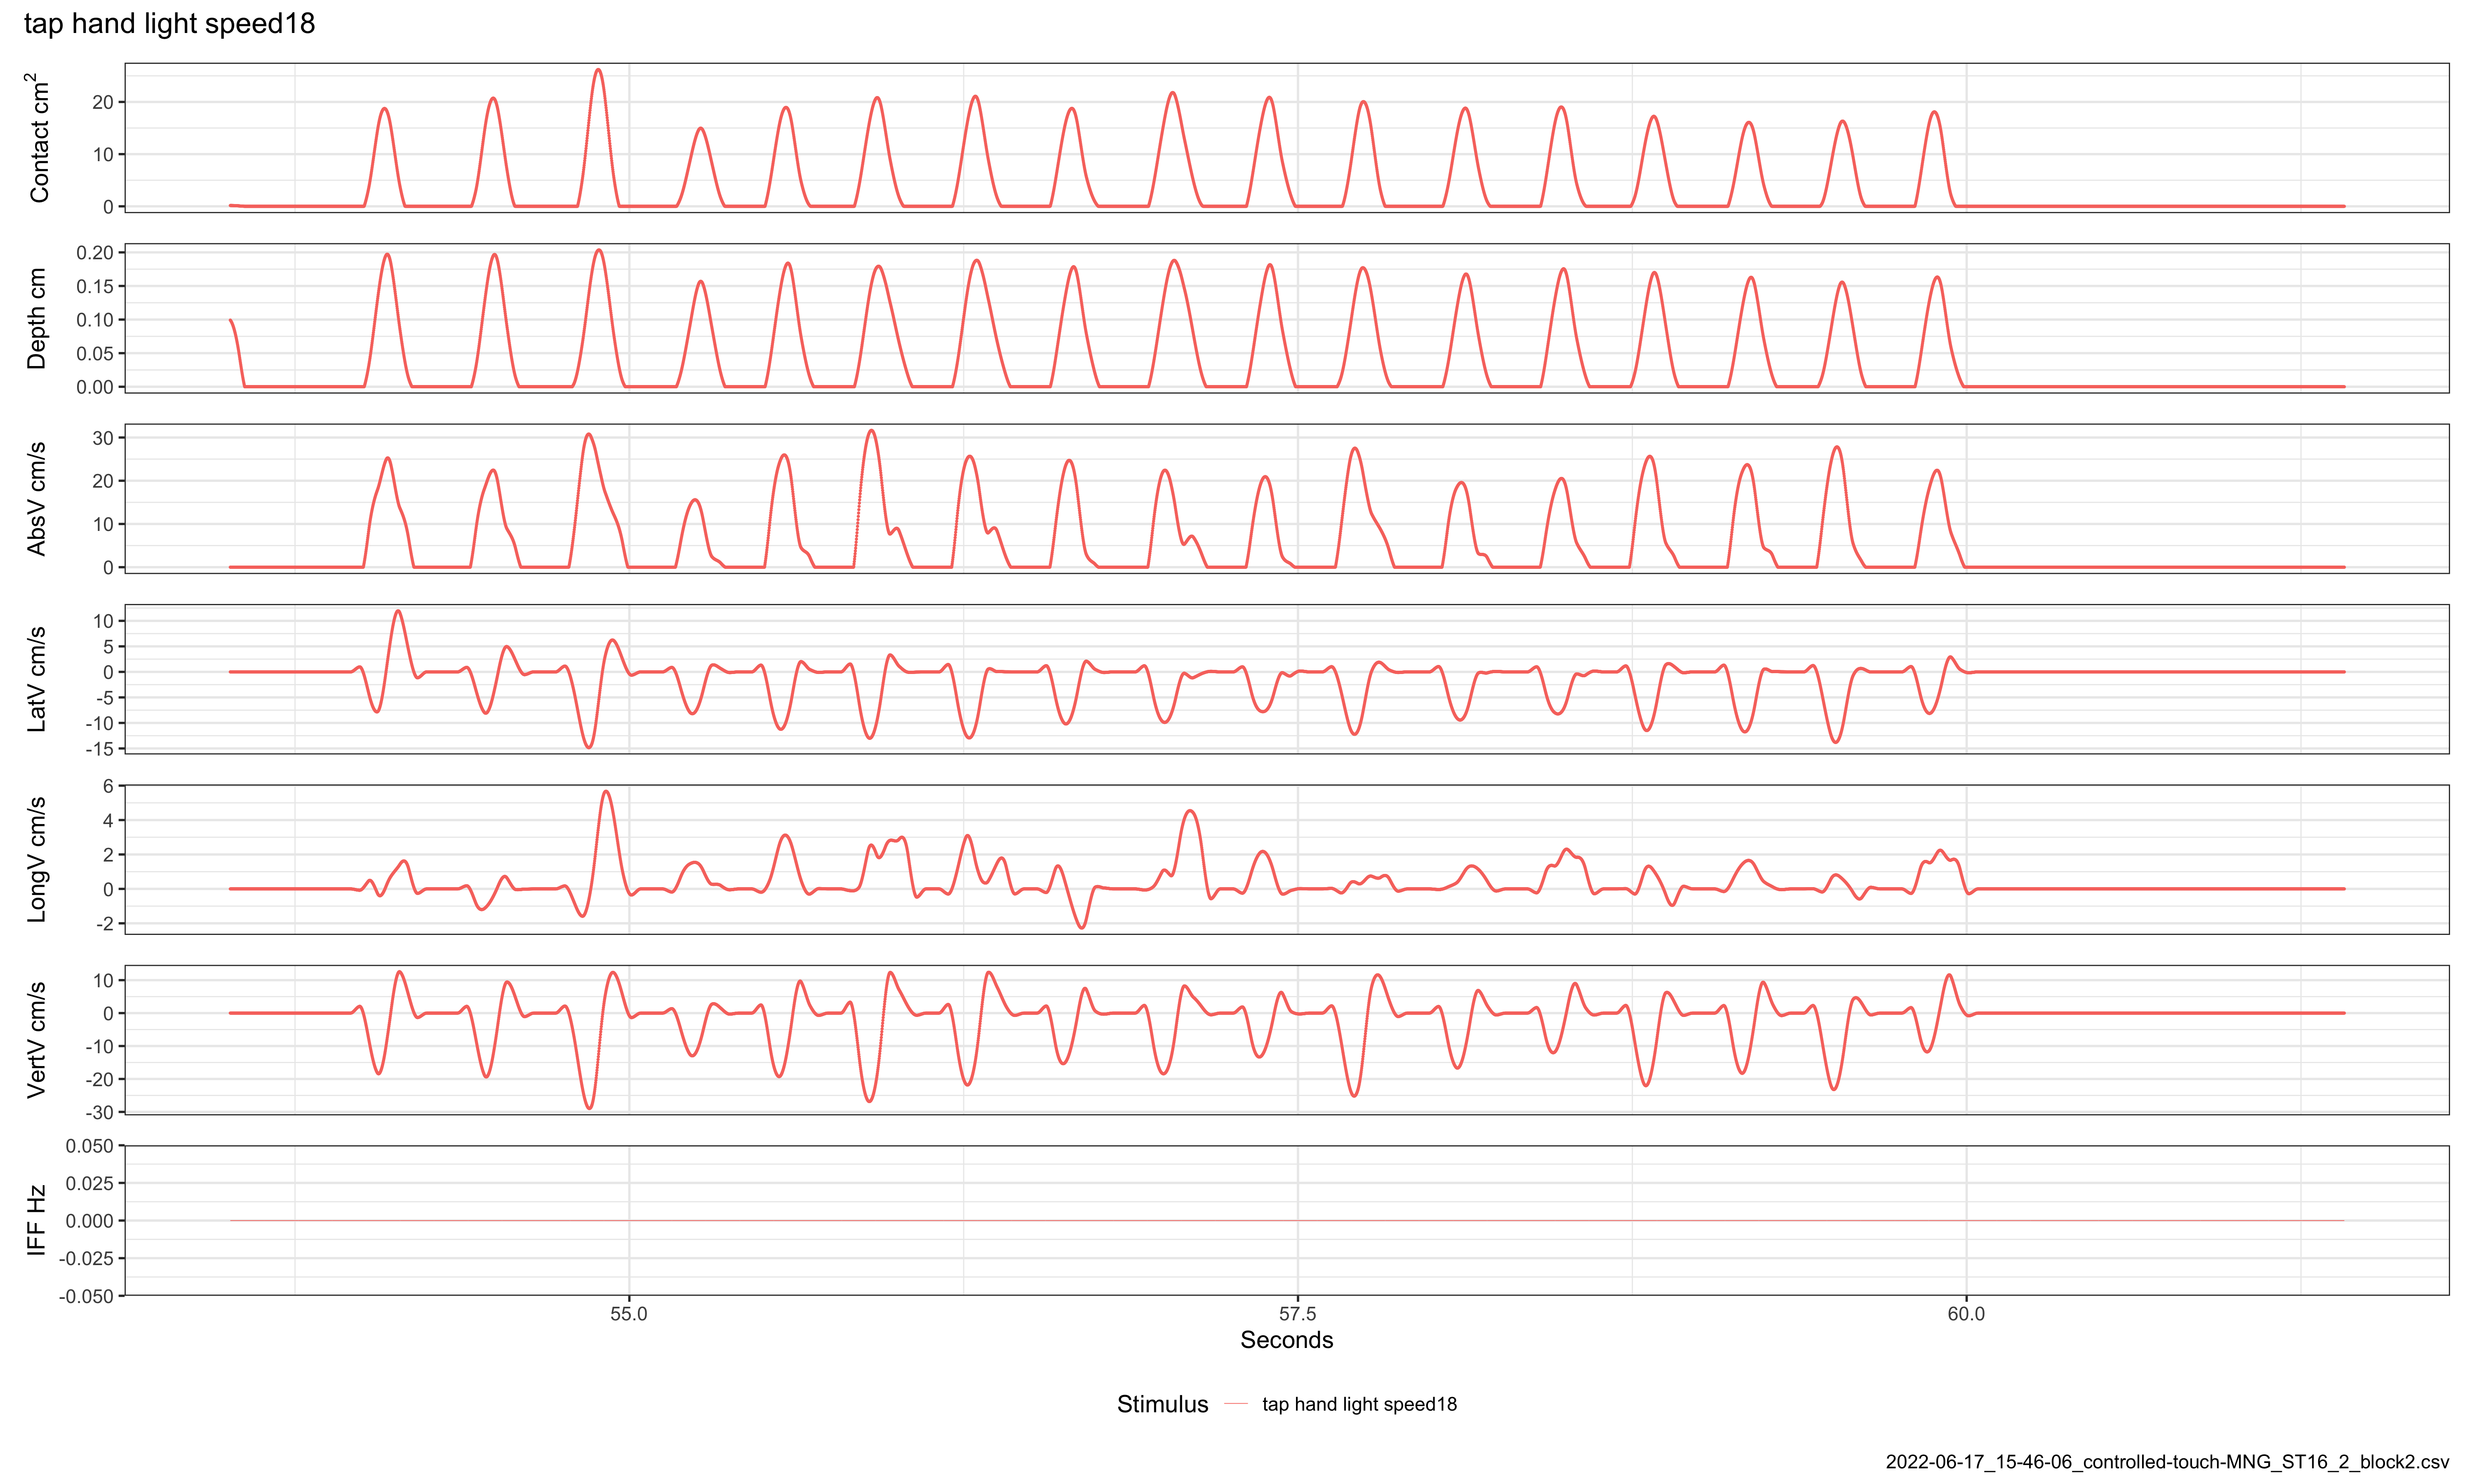 tap hand light speed18
Contact cm²
20
10
0
Depth cm
0.20
0.15
0.10
0.05
0.00
AbsV cm/s
30
20
10
0
LatV cm/s
10
5
0
-5
-10
-15
LongV cm/s
6
4
2
0
-2
VertV cm/s
10
0
-10
-20
-30
IFF Hz
0.050
0.025
0.000
-0.025
-0.050
55.0 57.5 60.0
Seconds
Stimulus tap hand light speed18
2022-06-17_15-46-06_controlled-touch-MNG_ST16_2_block2.csv